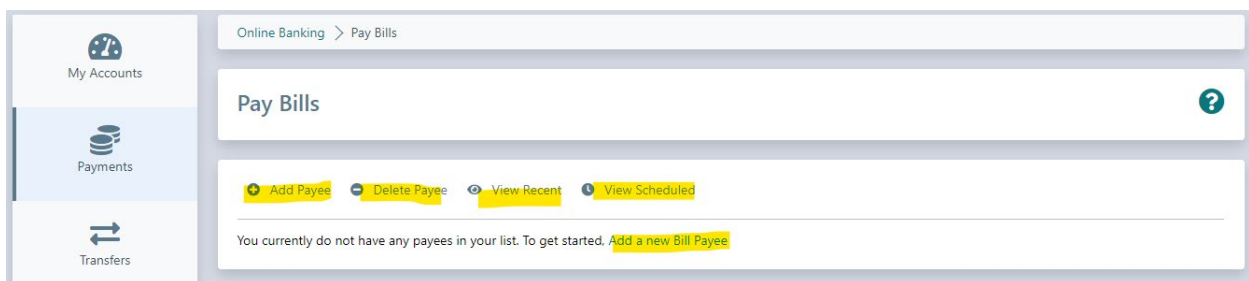 My Accounts
Payments
Transfers
Online Banking > Pay Bills
Pay Bills
?
Add Payee Delete Payee View Recent View Scheduled
You currently do not have any payees in your list. To get started, Add a new Bill Payee